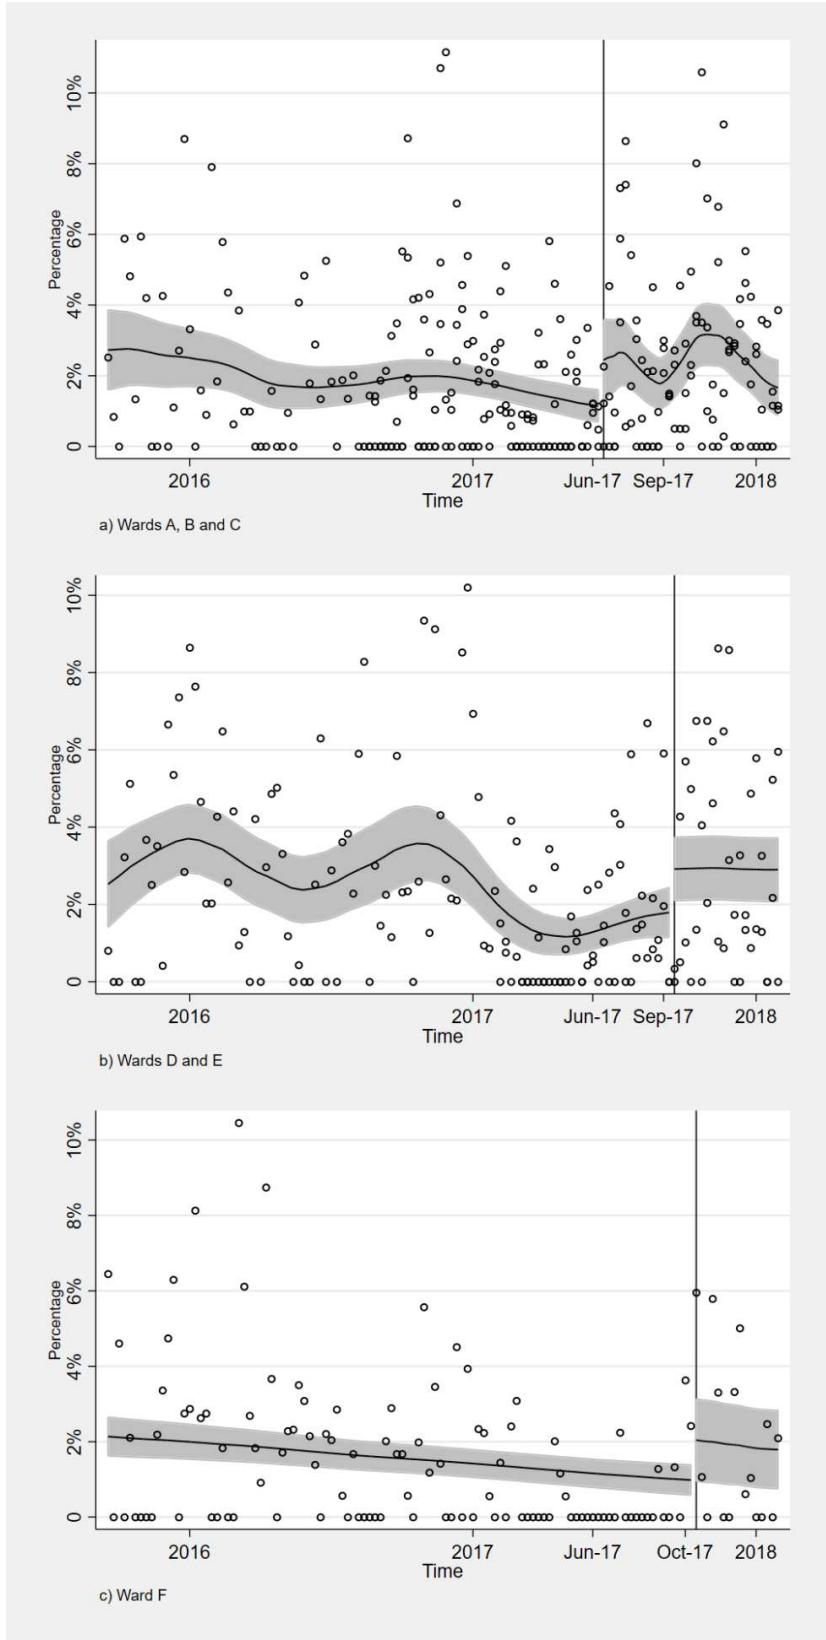 10%
8%
6%
4%
2%
0
Percentage
2016 2017 Jun-17 Sep-17 2018
Time
a) Wards A, B and C
10%
8%
6%
4%
2%
0
Percentage
2016 2017 Jun-17 Sep-17 2018
Time
b) Wards D and E
10%
8%
6%
4%
2%
0
Percentage
2016 2017 Jun-17 Oct-17 2018
Time
c) Ward F